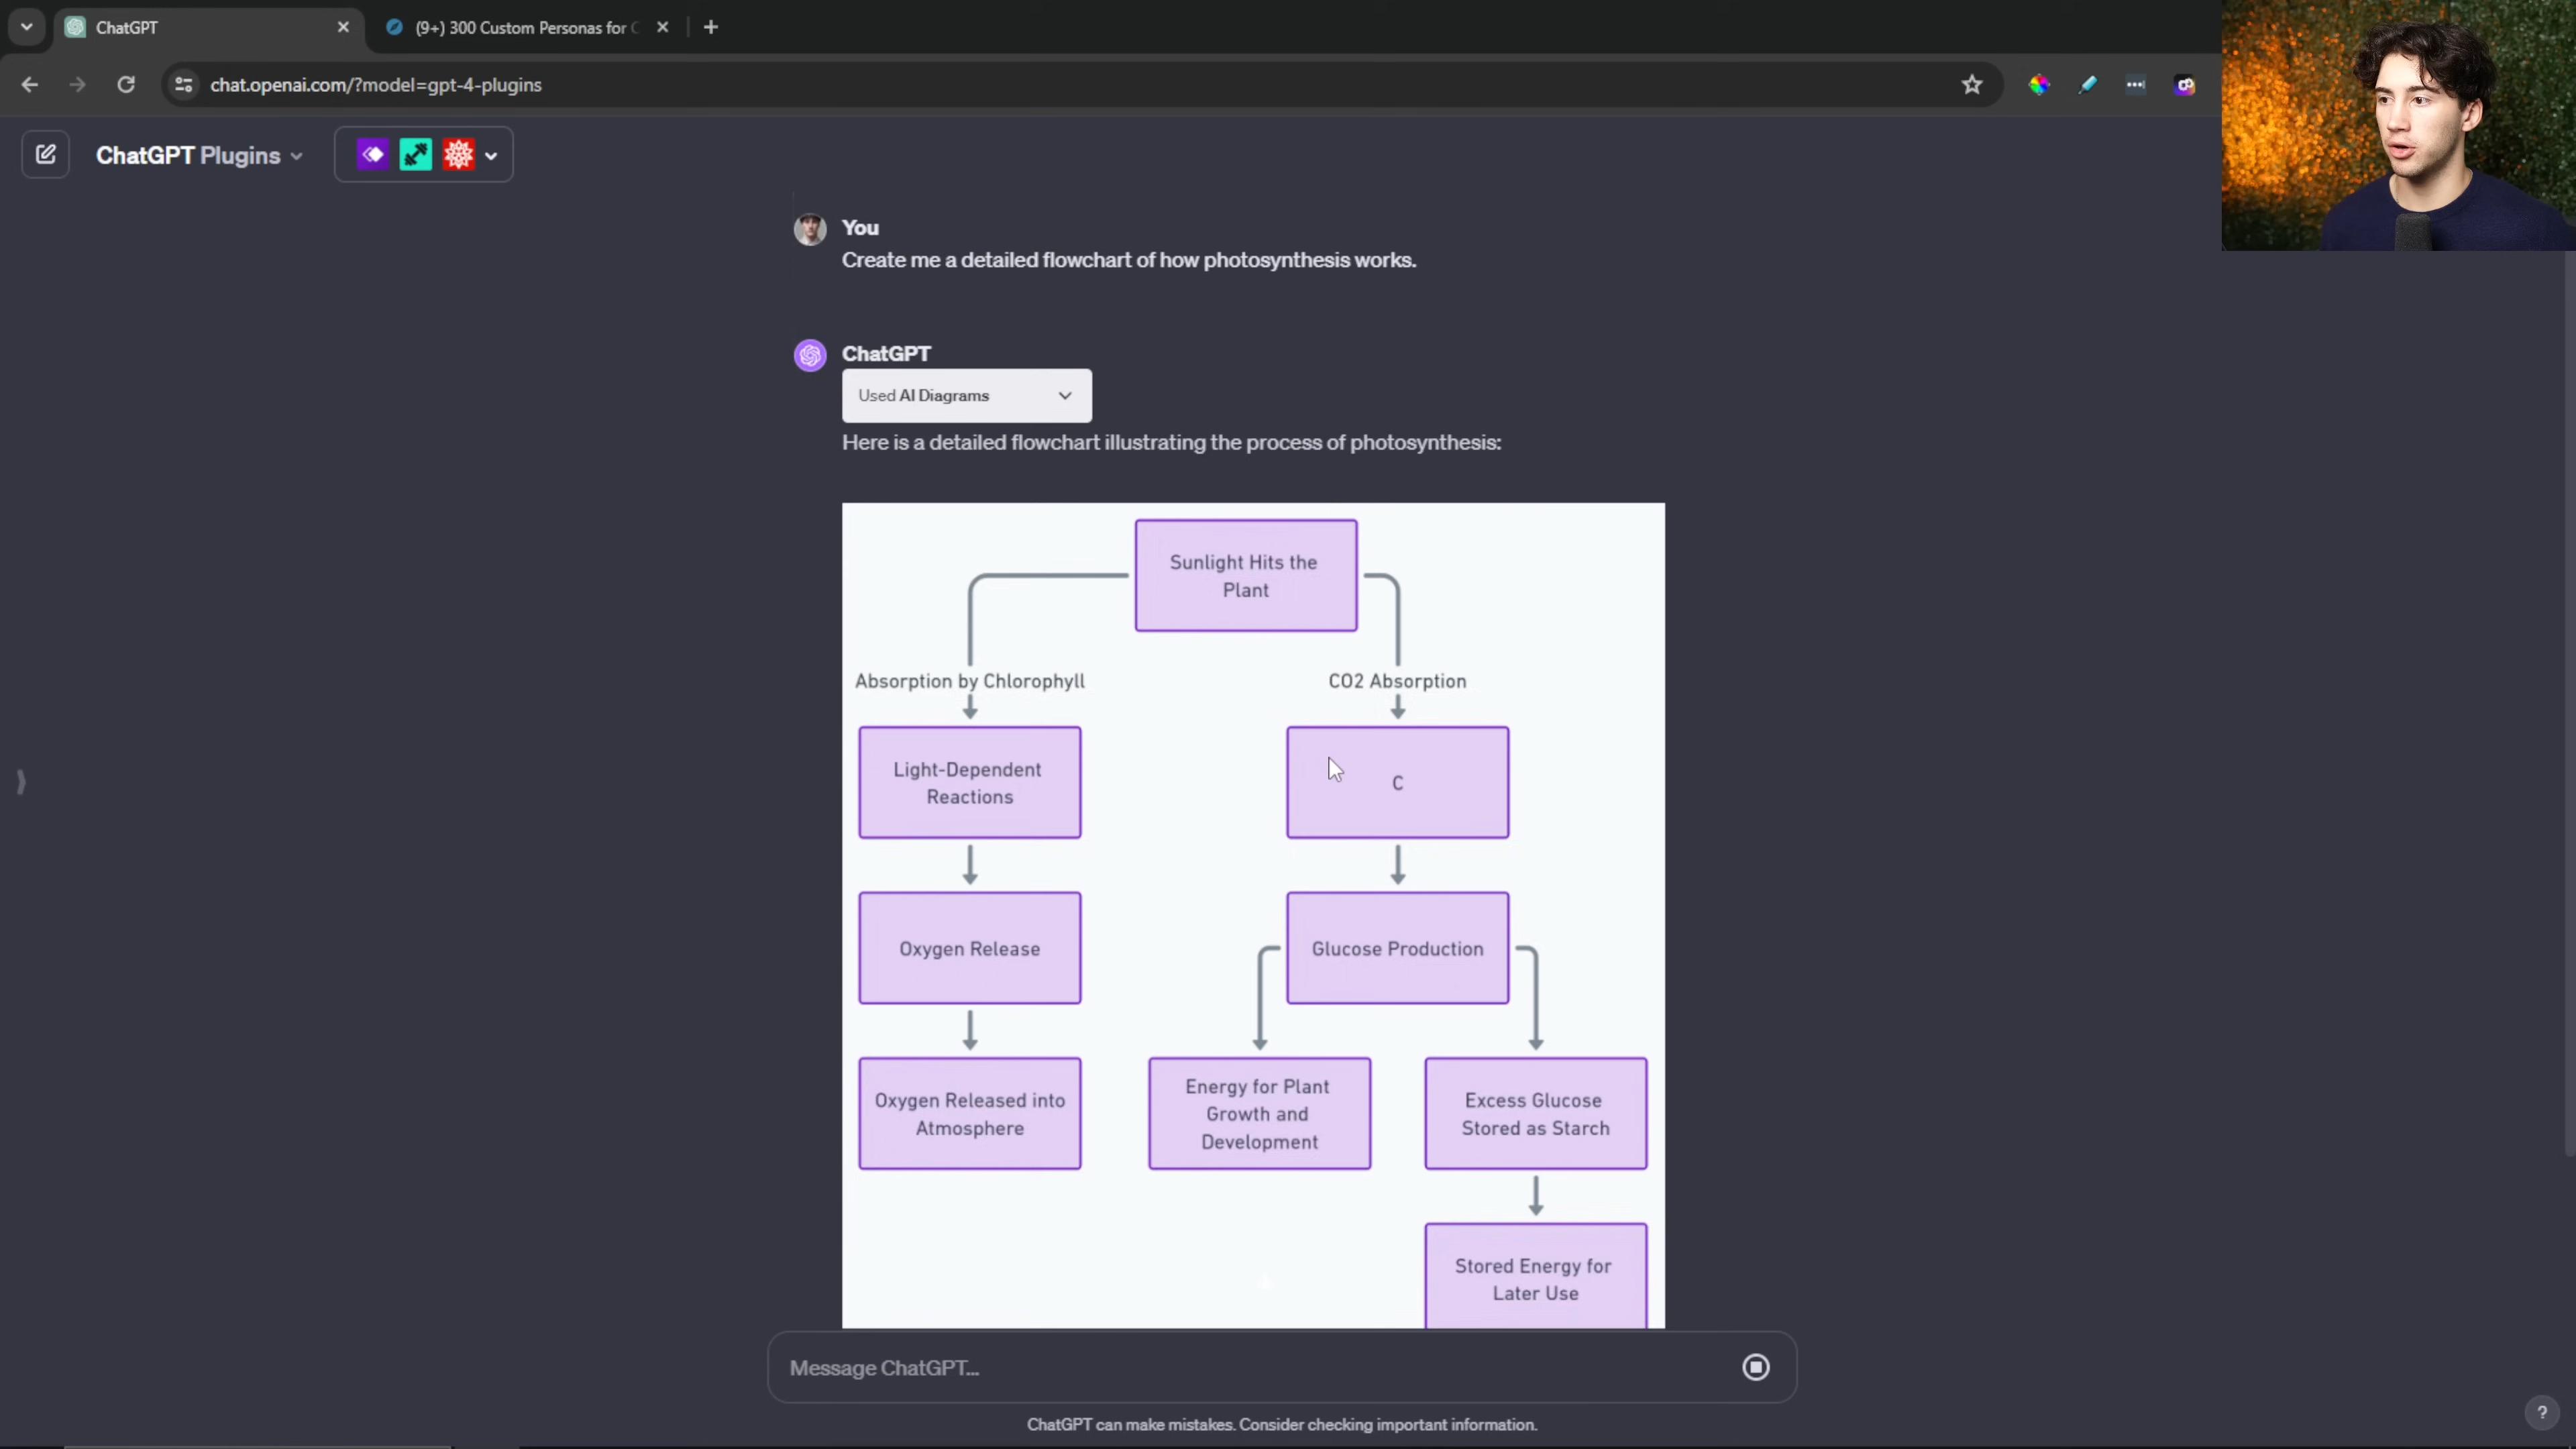 ChatGPT
(9+) 300 Custom Personas for C
chat.openai.com/?model=gpt-4-plugins
ChatGPT Plugins
You
Create me a detailed flowchart of how photosynthesis works.
ChatGPT
Used AI Diagrams
Here is a detailed flowchart illustrating the process of photosynthesis:
Sunlight Hits the
Plant
Absorption by Chlorophyll
CO2 Absorption
Light-Dependent
Reactions
C
Oxygen Release
Glucose Production
Oxygen Released into
Atmosphere
Energy for Plant
Growth and
Development
Excess Glucose
Stored as Starch
Stored Energy for
Later Use
Message ChatGPT...
ChatGPT can make mistakes. Consider checking important information.
?